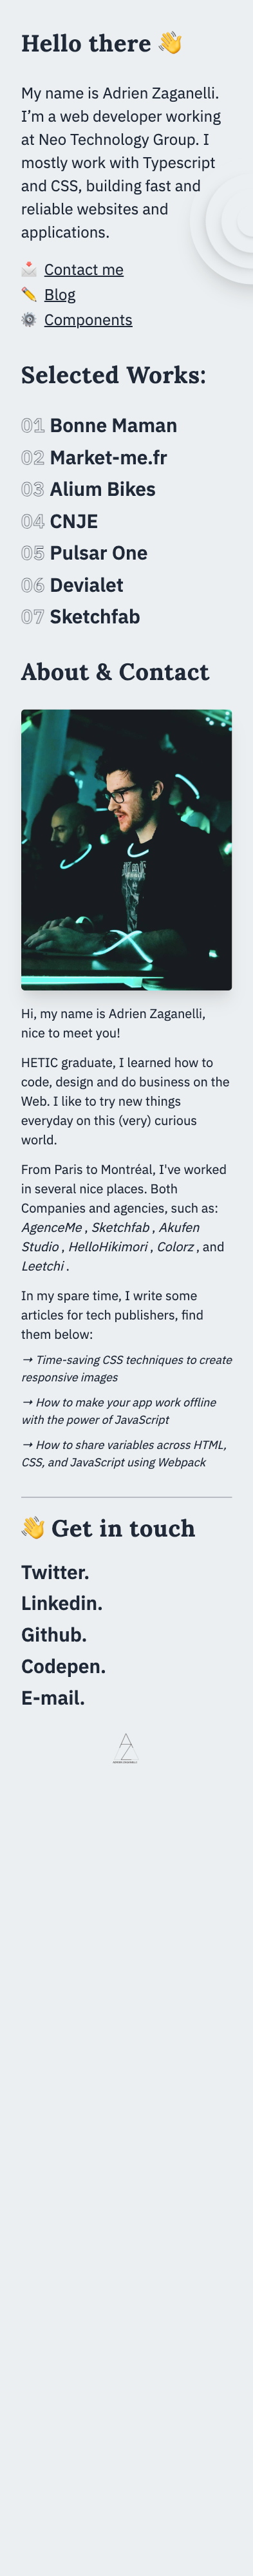 Hello there 👋
My name is Adrien Zaganelli.
I’m a web developer working
at Neo Technology Group. I
mostly work with Typescript
and CSS, building fast and
reliable websites and
applications.
📩 Contact me
✏️ Blog
⚙️ Components
Selected Works:
01 Bonne Maman
02 Market-me.fr
03 Alium Bikes
04 CNJE
05 Pulsar One
06 Devialet
07 Sketchfab
About & Contact
Hi, my name is Adrien Zaganelli,
nice to meet you!
HETIC graduate, I learned how to
code, design and do business on the
Web. I like to try new things
everyday on this (very) curious
world.
From Paris to Montréal, I've worked
in several nice places. Both
Companies and agencies, such as:
AgenceMe , Sketchfab , Akufen
Studio , HelloHikimori , Colorz , and
Leetchi .
In my spare time, I write some
articles for tech publishers, find
them below:
→ Time-saving CSS techniques to create
responsive images
→ How to make your app work offline
with the power of JavaScript
→ How to share variables across HTML,
CSS, and JavaScript using Webpack
👋 Get in touch
Twitter.
Linkedin.
Github.
Codepen.
E-mail.